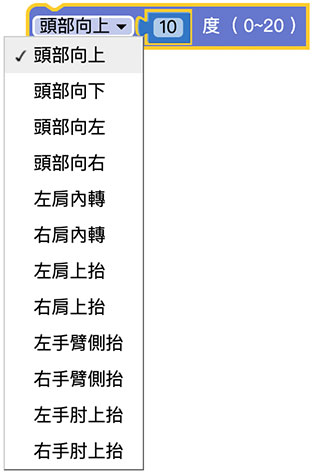 頭部向上 10 度 ( 0~20 )
頭部向上
頭部向下
頭部向左
頭部向右
左肩內轉
右肩內轉
左肩上抬
右肩上抬
左手臂側抬
右手臂側抬
左手肘上抬
右手肘上抬